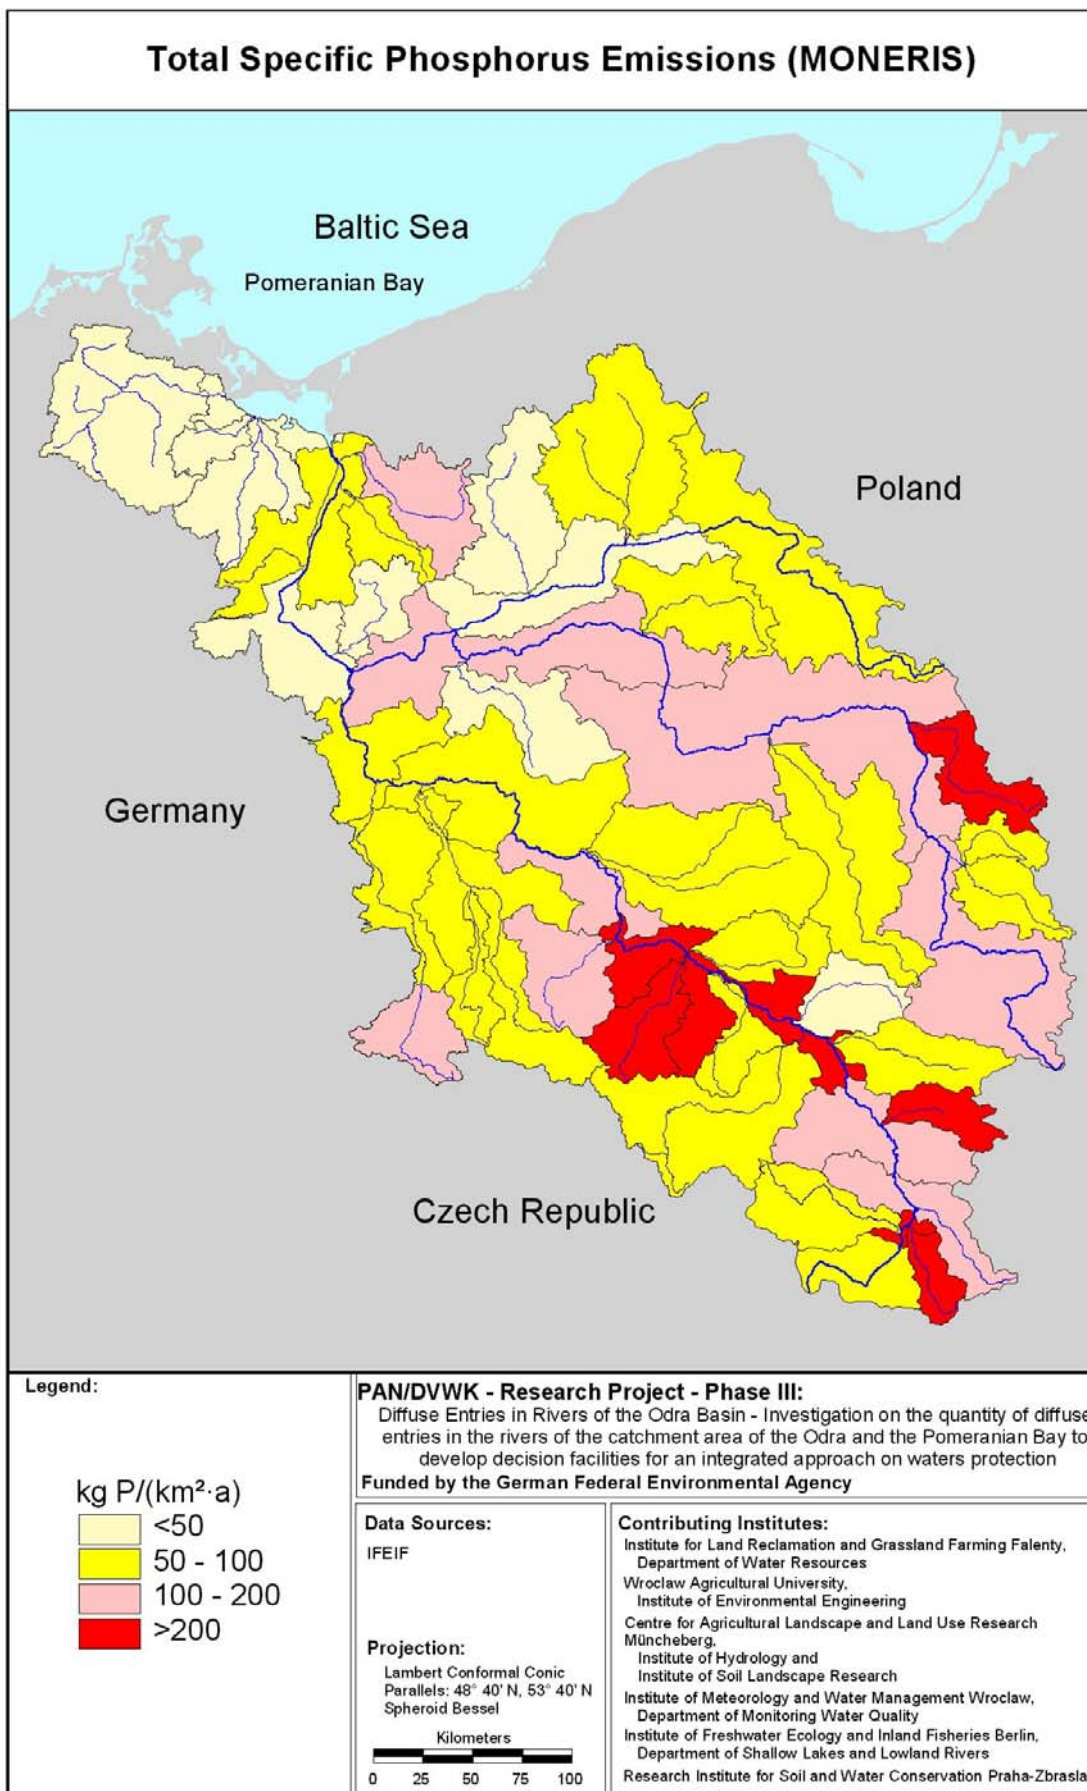 Total Specific Phosphorus Emissions (MONERIS)
Baltic Sea
Pomeranian Bay
Poland
Germany
Czech Republic
Legend:
kg P/(km²·a)
<50
50 - 100
100 - 200
>200
PAN/DVWK - Research Project - Phase III:
Diffuse Entries in Rivers of the Odra Basin - Investigation on the quantity of diffuse
entries in the rivers of the catchment area of the Odra and the Pomeranian Bay to
develop decision facilities for an integrated approach on waters protection
Funded by the German Federal Environmental Agency
Data Sources:
IFEIF
Projection:
Lambert Conformal Conic
Parallels: 48° 40' N, 53° 40' N
Spheroid Bessel
Kilometers
0 25 50 75 100
Contributing Institutes:
Institute for Land Reclamation and Grassland Farming Falenty,
Department of Water Resources
Wroclaw Agricultural University,
Institute of Environmental Engineering
Centre for Agricultural Landscape and Land Use Research
Müncheberg,
Institute of Hydrology and
Institute of Soil Landscape Research
Institute of Meteorology and Water Management Wroclaw,
Department of Monitoring Water Quality
Institute of Freshwater Ecology and Inland Fisheries Berlin,
Department of Shallow Lakes and Lowland Rivers
Research Institute for Soil and Water Conservation Praha-Zbrasla